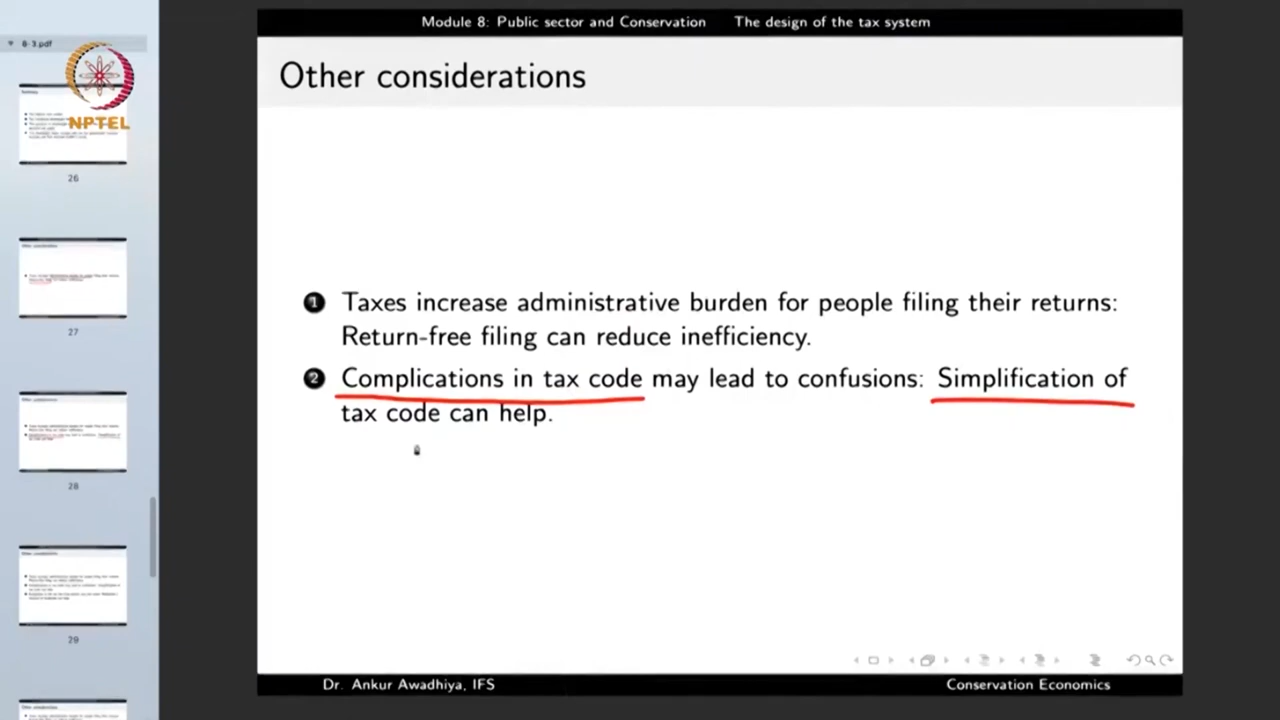 Module 8: Public sector and Conservation The design of the tax system
8-3.pdf
NPTEL
Other considerations
1 Taxes increase administrative burden for people filing their returns:
Return-free filing can reduce inefficiency.
2 Complications in tax code may lead to confusions: Simplification of
tax code can help.
26
27
28
29
Dr. Ankur Awadhiya, IFS Conservation Economics